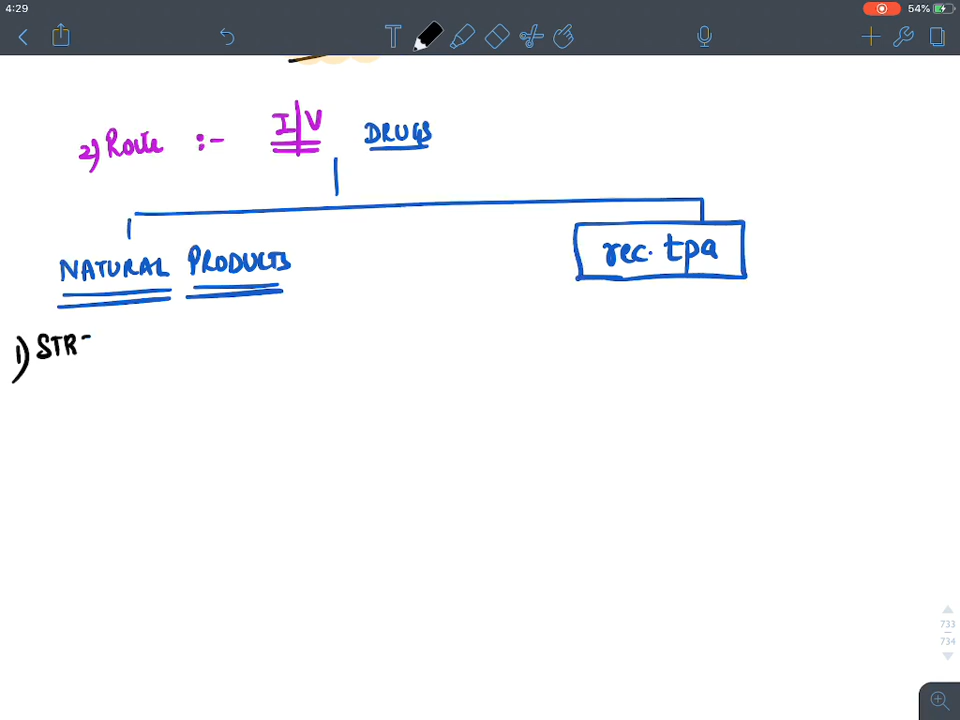 4:29
54%
T
2) Route :- I/V DRUGS
NATURAL PRODUCTS
rec. tpa
1) STR
733
734